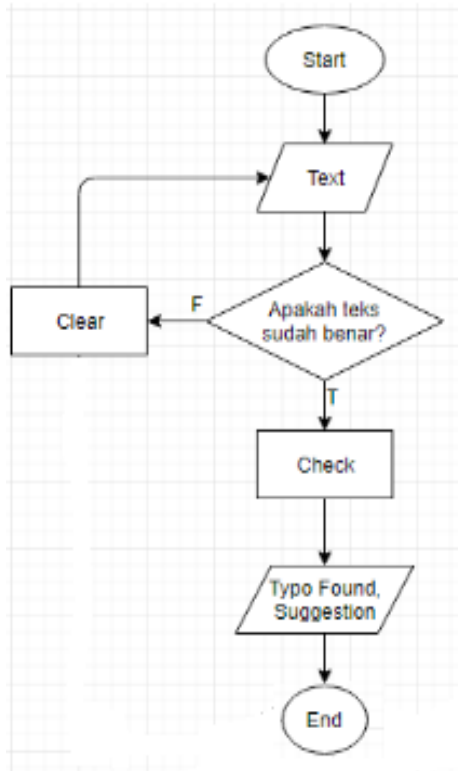 Start
Text
Apakah teks
sudah benar?
F
Clear
T
Check
Typo Found,
Suggestion
End